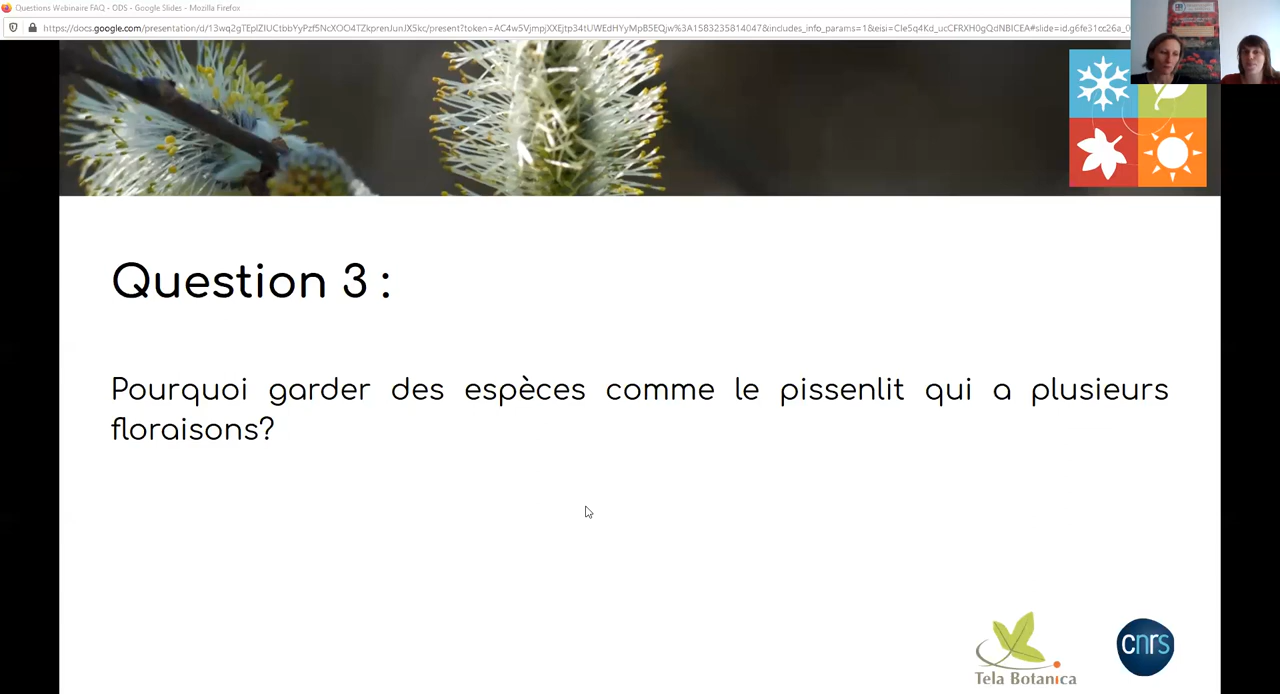 Questions Webinaire FAQ - ODS - Google Slides - Mozilla Firefox
Question 3 :
Pourquoi garder des espèces comme le pissenlit qui a plusieurs
floraisons?
Tela Botanica
cnrs